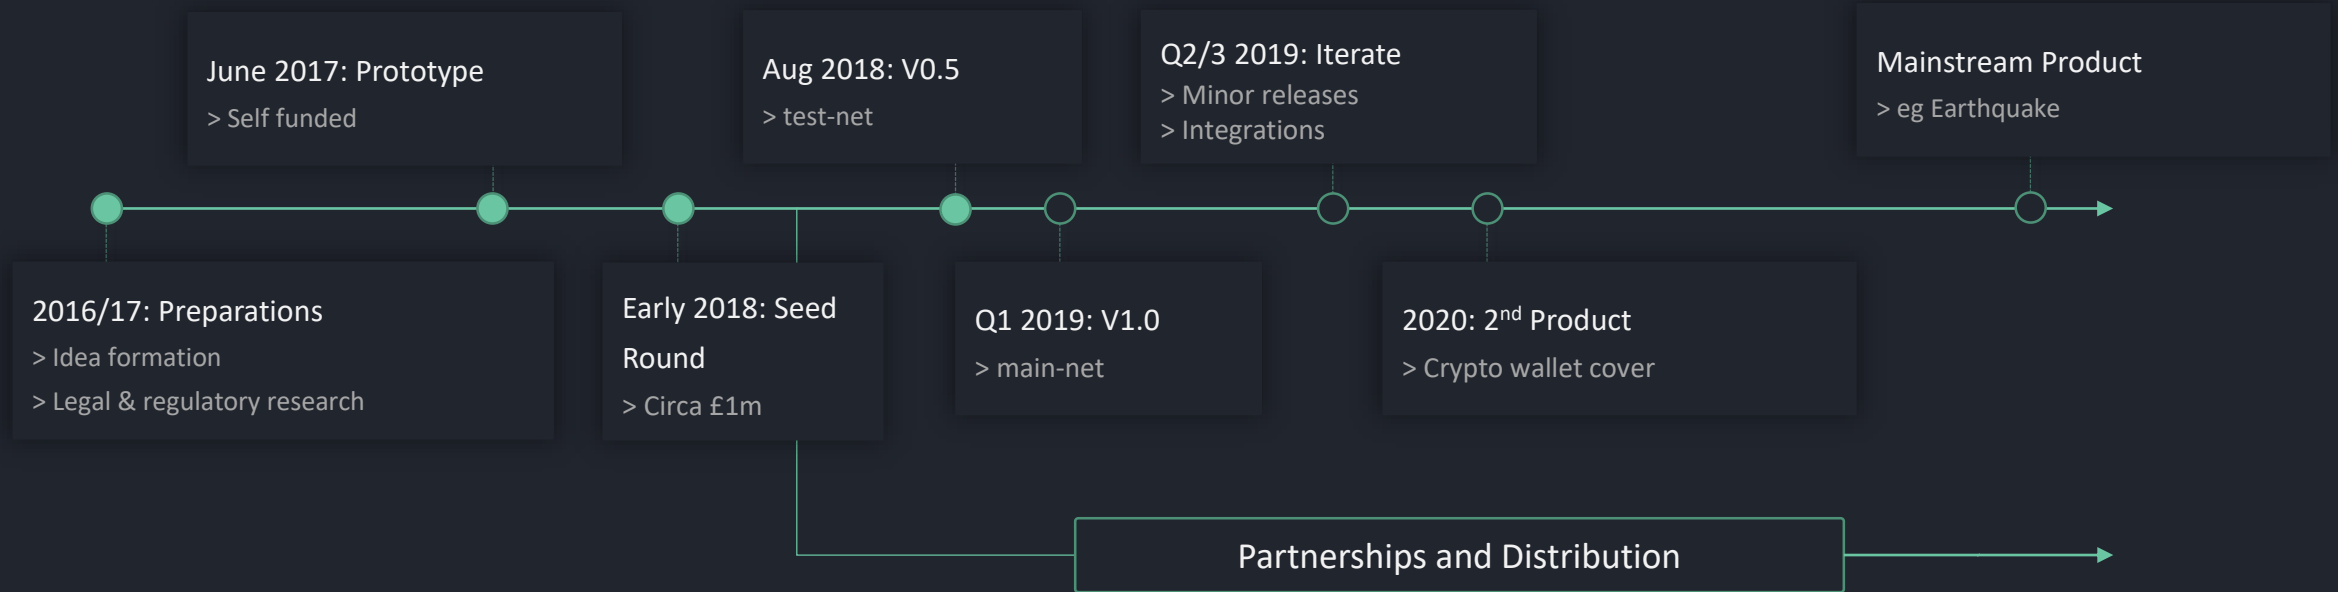 June 2017: Prototype
> Self funded
Aug 2018: V0.5
> test-net
Q2/3 2019: Iterate
> Minor releases
> Integrations
Mainstream Product
> eg Earthquake
2016/17: Preparations
> Idea formation
> Legal & regulatory research
Early 2018: Seed
Round
> Circa £1m
Q1 2019: V1.0
> main-net
2020: 2nd Product
> Crypto wallet cover
Partnerships and Distribution